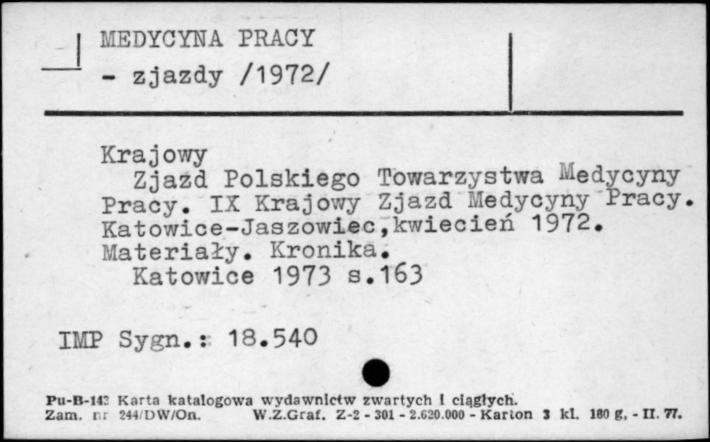 MEDYCYNA PRACY
- zjazdy /1972/
Krajowy
Zjazd Polskiego Towarzystwa Medycyny
Pracy. IX Krajowy Zjazd Medycyny Pracy.
Katowice-Jaszowiec,kwiecień 1972.
Materiały. Kronika.
Katowice 1973 s.163
IMP Sygn.: 18.540
Pu-B-142 Karta katalogowa wydawnictw zwartych i ciągłych.
Zam. nr 244/DW/On. W.Z.Graf. Z-2 - 301 - 2.620.000 - Karton 3 kl. 180 g, - II. 77.